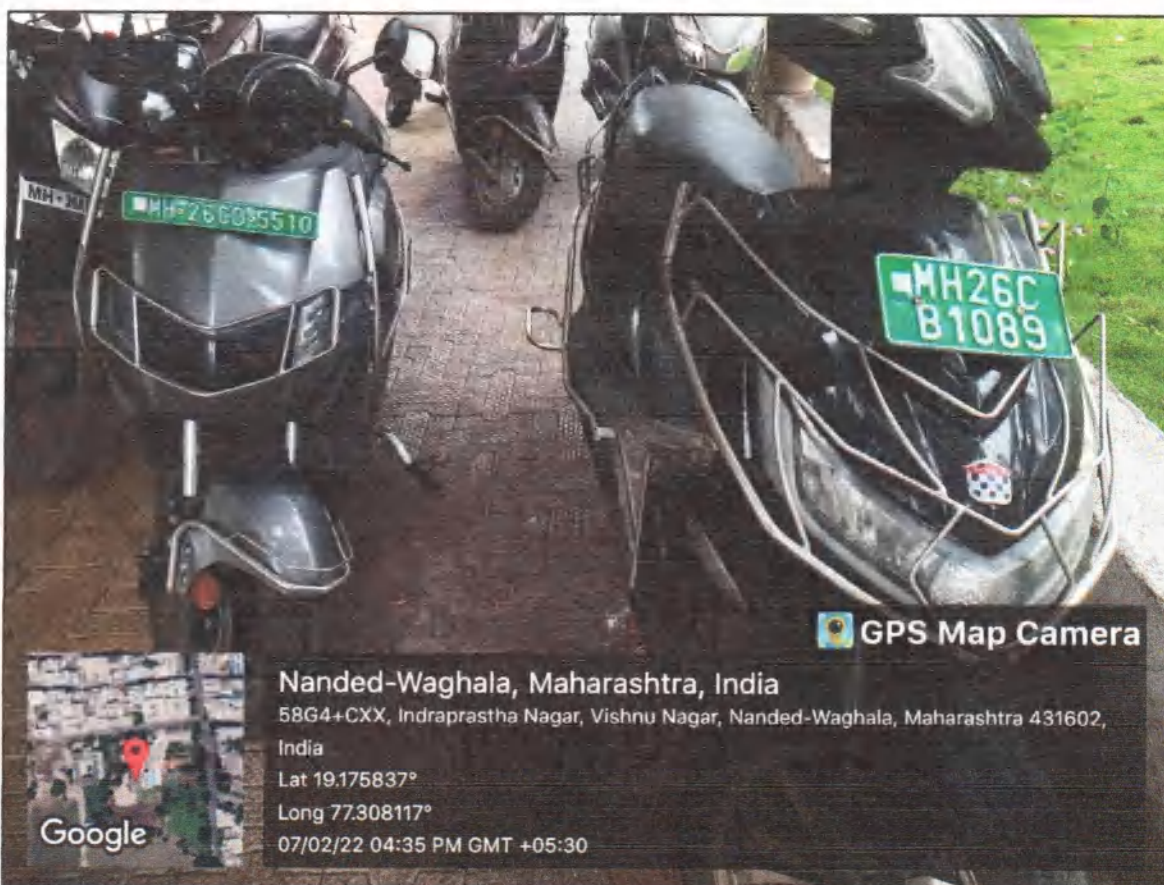 MH26C
B1089
GPS Map Camera
Nanded-Waghala, Maharashtra, India
58G4+CXX, Indraprastha Nagar, Vishnu Nagar, Nanded-Waghala, Maharashtra 431602,
India
Lat 19.175837°
Long 77.308117°
07/02/22 04:35 PM GMT +05:30
Google